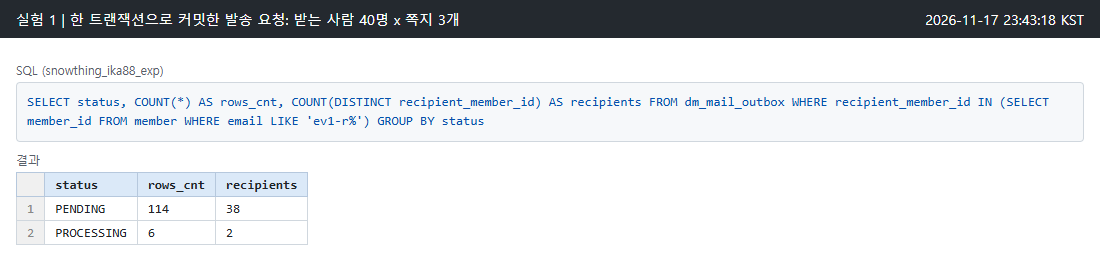 실험 1 | 한 트랜잭션으로 커밋한 발송 요청: 받는 사람 40명 x 쪽지 3개
2026-11-17 23:43:18 KST
SQL (snowthing_ika88_exp)
SELECT status, COUNT(*) AS rows_cnt, COUNT(DISTINCT recipient_member_id) AS recipients FROM dm_mail_outbox WHERE recipient_member_id IN (SELECT
member_id FROM member WHERE email LIKE 'ev1-r%') GROUP BY status
결과
status rows_cnt recipients
1 PENDING 114 38
2 PROCESSING 6 2